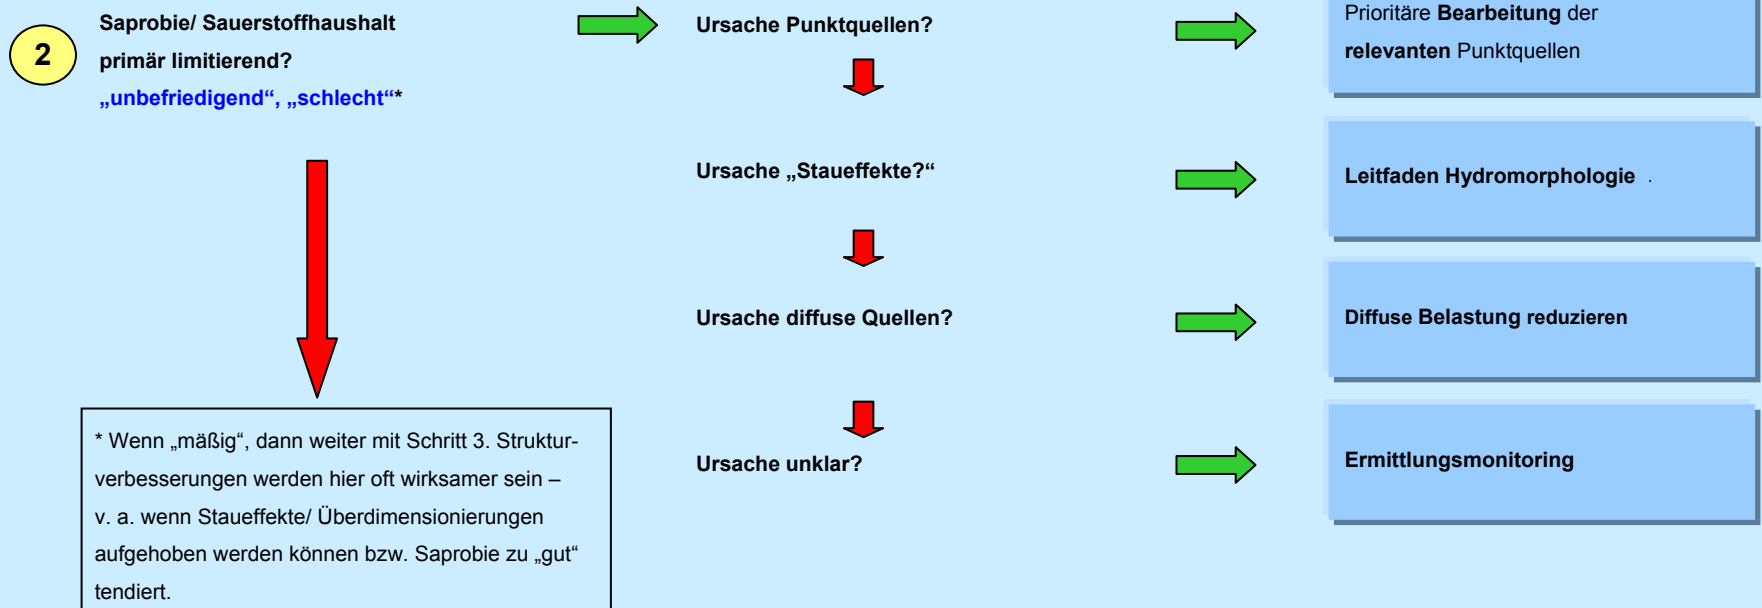 2
Saprobie/ Sauerstoffhaushalt
primär limitierend?
„unbefriedigend“, „schlecht“*
Ursache Punktquellen?
Prioritäre Bearbeitung der
relevanten Punktquellen
Ursache „Staueffekte?“
Leitfaden Hydromorphologie .
Ursache diffuse Quellen?
Diffuse Belastung reduzieren
Ursache unklar?
Ermittlungsmonitoring
* Wenn „mäßig“, dann weiter mit Schritt 3. Struktur-
verbesserungen werden hier oft wirksamer sein –
v. a. wenn Staueffekte/ Überdimensionierungen
aufgehoben werden können bzw. Saprobie zu „gut“
tendiert.